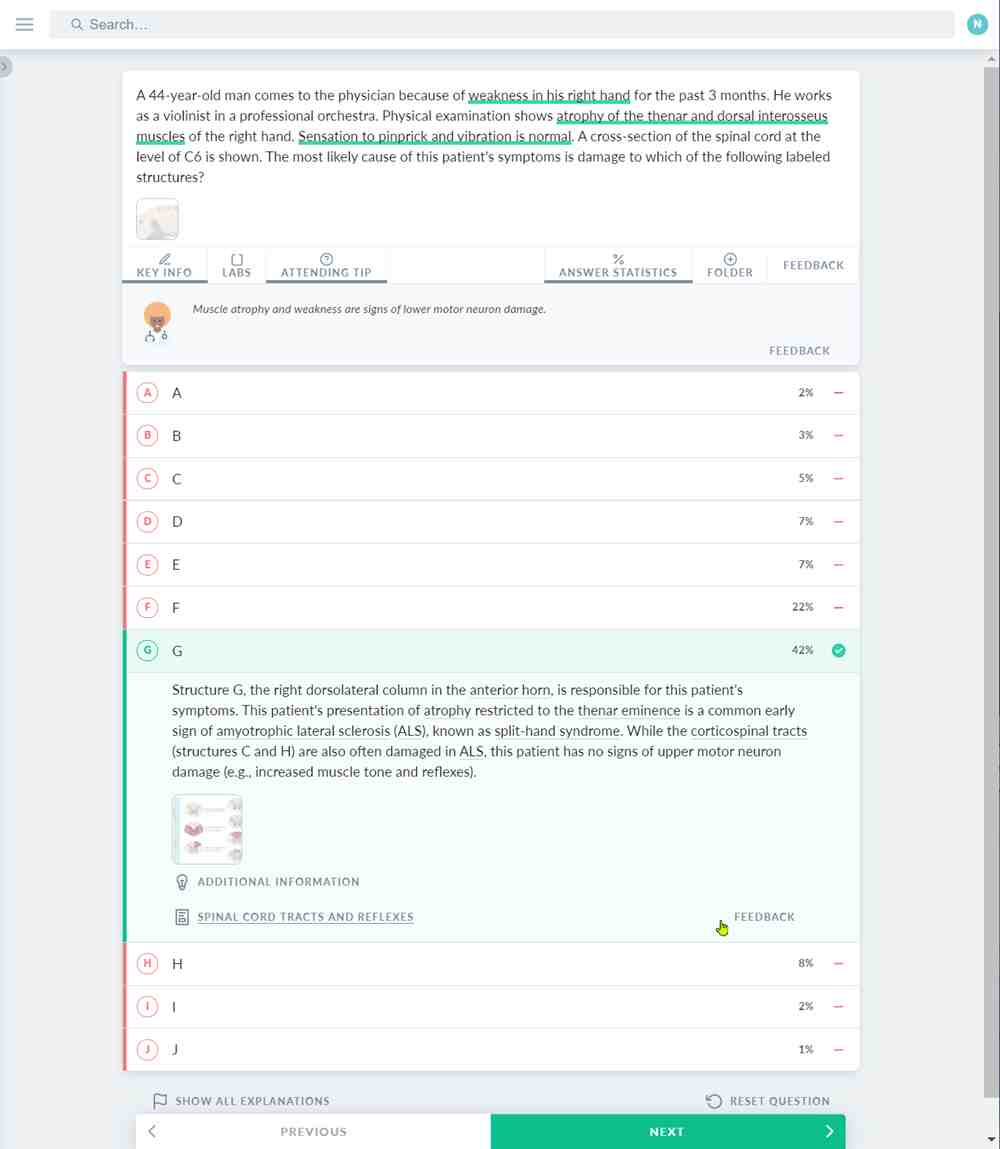 Search...
N
A 44-year-old man comes to the physician because of weakness in his right hand for the past 3 months. He works
as a violinist in a professional orchestra. Physical examination shows atrophy of the thenar and dorsal interosseus
muscles of the right hand. Sensation to pinprick and vibration is normal. A cross-section of the spinal cord at the
level of C6 is shown. The most likely cause of this patient's symptoms is damage to which of the following labeled
structures?
KEY INFO LABS ATTENDING TIP ANSWER STATISTICS FOLDER FEEDBACK
Muscle atrophy and weakness are signs of lower motor neuron damage.
FEEDBACK
A A 2%
B B 3%
C C 5%
D D 7%
E E 7%
F F 22%
G G 42%
Structure G, the right dorsolateral column in the anterior horn, is responsible for this patient's
symptoms. This patient's presentation of atrophy restricted to the thenar eminence is a common early
sign of amyotrophic lateral sclerosis (ALS), known as split-hand syndrome. While the corticospinal tracts
(structures C and H) are also often damaged in ALS, this patient has no signs of upper motor neuron
damage (e.g., increased muscle tone and reflexes).
ADDITIONAL INFORMATION
SPINAL CORD TRACTS AND REFLEXES FEEDBACK
H H 8%
I I 2%
J J 1%
SHOW ALL EXPLANATIONS RESET QUESTION
PREVIOUS NEXT